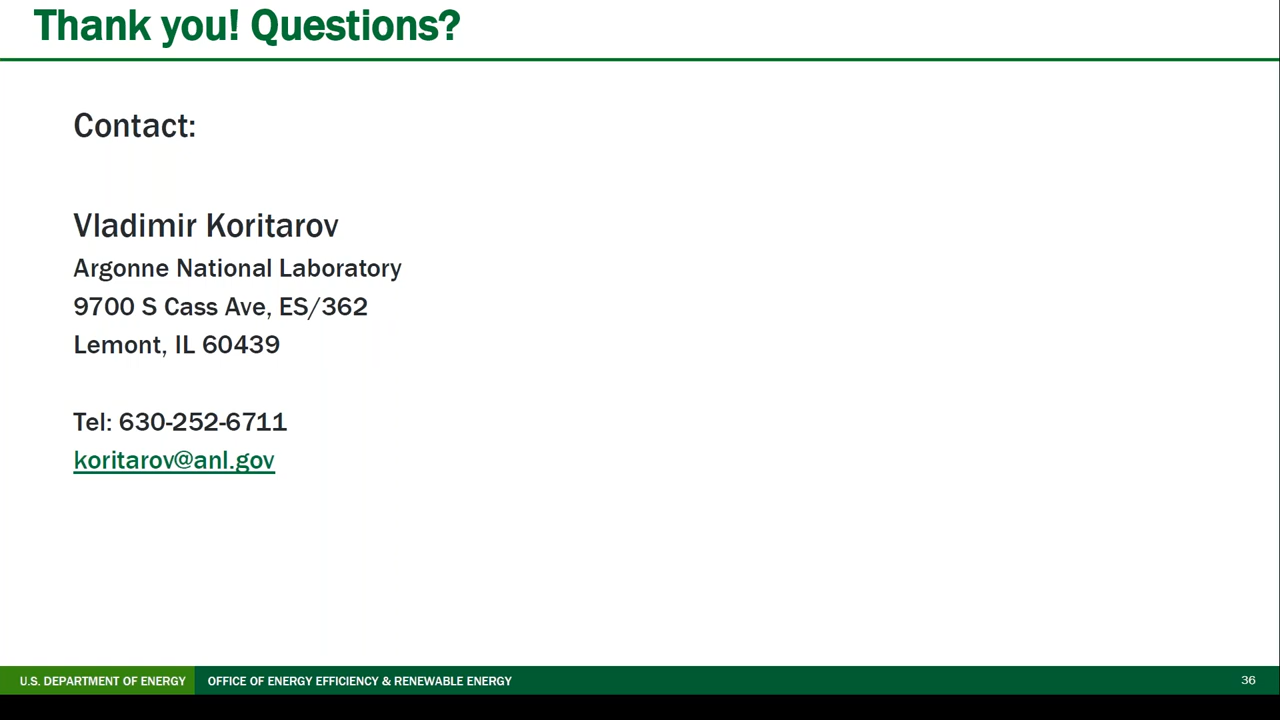 Thank you! Questions?
Contact:
Vladimir Koritarov
Argonne National Laboratory
9700 S Cass Ave, ES/362
Lemont, IL 60439
Tel: 630-252-6711
koritarov@anl.gov
U.S. DEPARTMENT OF ENERGY OFFICE OF ENERGY EFFICIENCY & RENEWABLE ENERGY 36